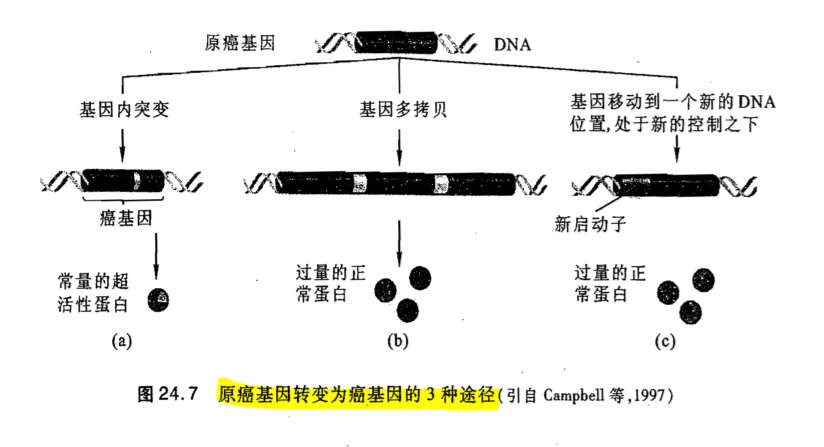 原癌基因
DNA
基因内突变
基因多拷贝
基因移动到一个新的DNA
位置,处于新的控制之下
癌基因
新启动子
常量的超
活性蛋白
过量的正
常蛋白
过量的正
常蛋白
(a)
(b)
(c)
图 24.7 原癌基因转变为癌基因的 3 种途径(引自 Campbell 等,1997)